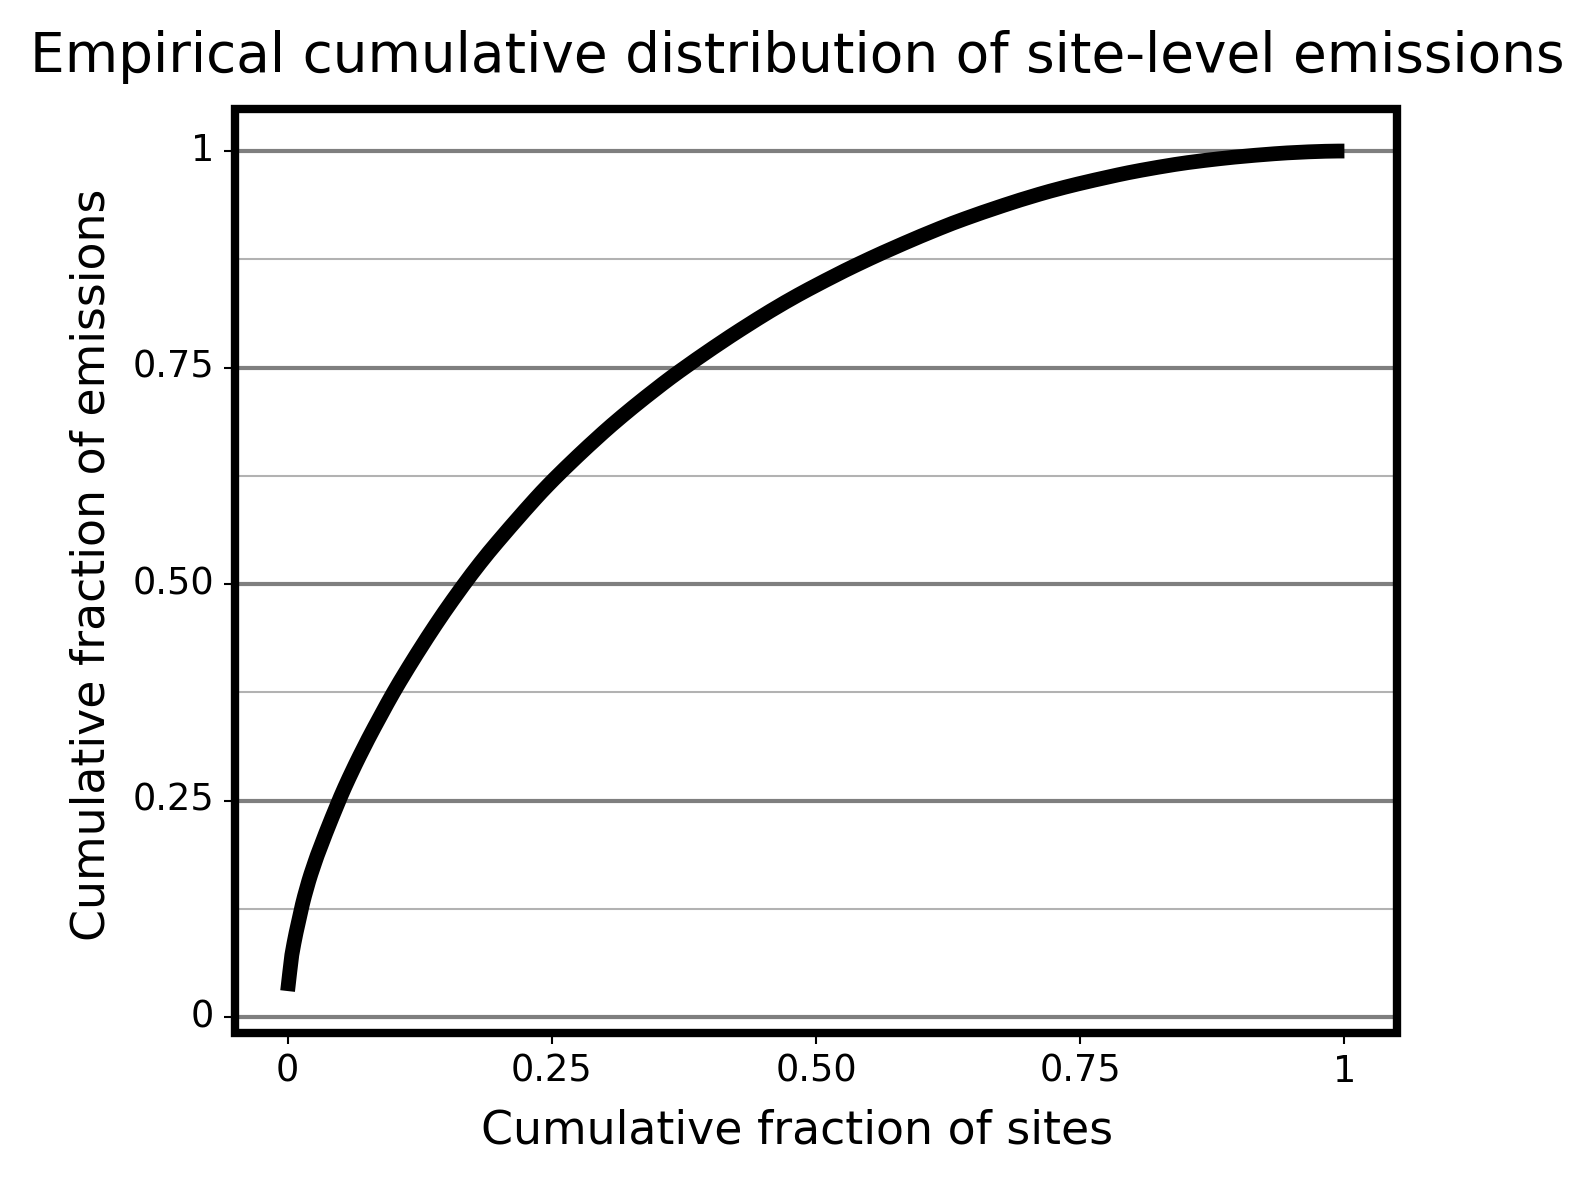 Empirical cumulative distribution of site-level emissions
Cumulative fraction of emissions
1
0.75
0.50
0.25
0
0 0.25 0.50 0.75 1
Cumulative fraction of sites